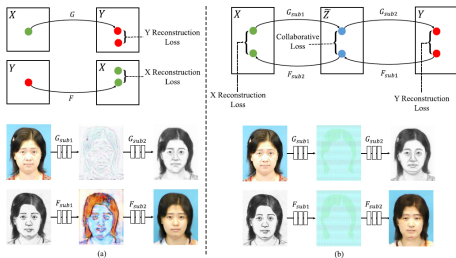 X
G
Y
Y Reconstruction
Loss
Y
F
X
X Reconstruction
Loss
G_sub1
G_sub2
F_sub1
F_sub2
(a)
X
G_sub1
Z̃
G_sub2
Y
Collaborative
Loss
F_sub2
F_sub1
X Reconstruction
Loss
Y Reconstruction
Loss
G_sub1
G_sub2
F_sub1
F_sub2
(b)